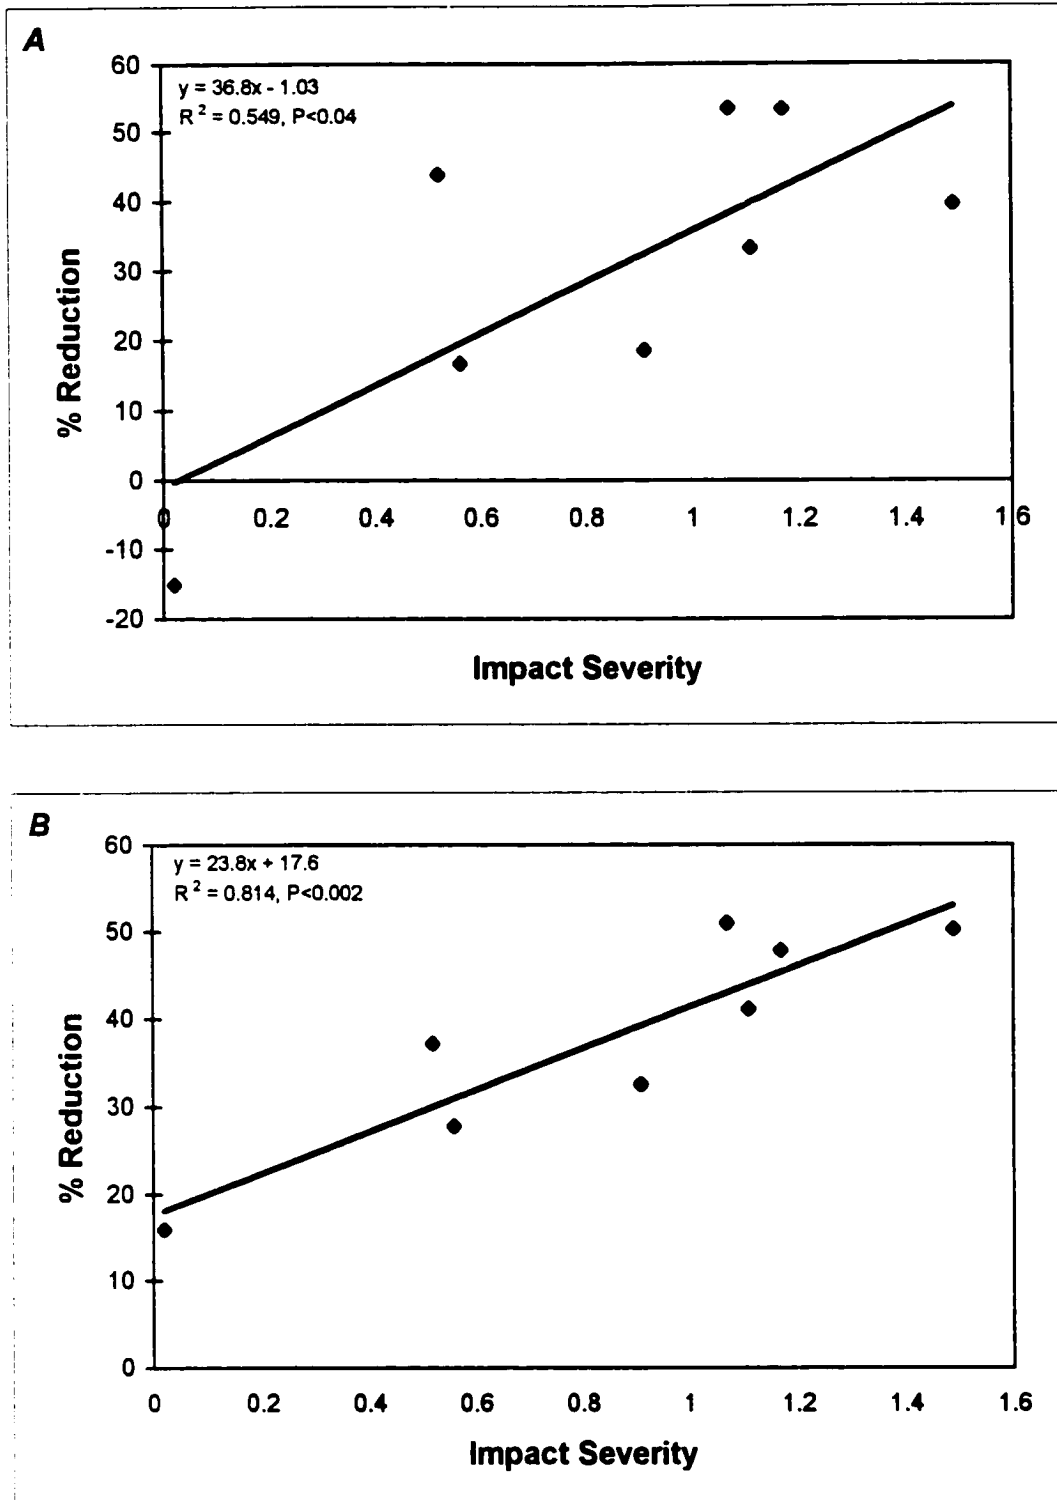 A
60
y = 36.8x - 1.03
R 2 = 0.549, P<0.04
50
40
30
20
10
0
-10
-20
% Reduction
0 0.2 0.4 0.6 0.8 1 1.2 1.4 1.6
Impact Severity
B
60
y = 23.8x + 17.6
R 2 = 0.814, P<0.002
50
40
30
20
10
0
% Reduction
0 0.2 0.4 0.6 0.8 1 1.2 1.4 1.6
Impact Severity